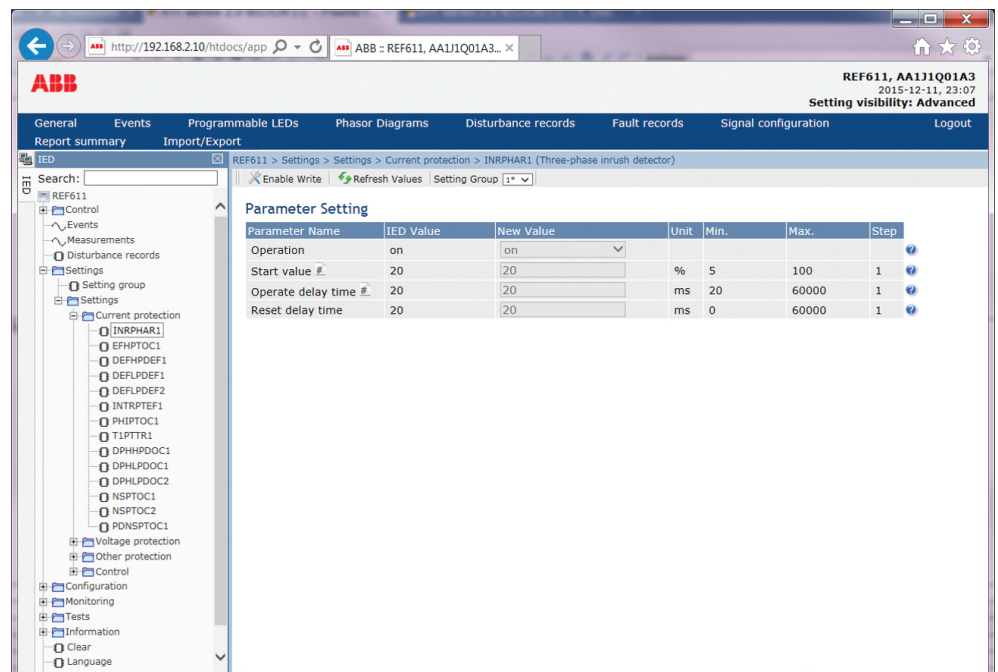 http://192.168.2.10/htdocs/app
ABB :: REF611, AA1J1Q01A3...
ABB
REF611, AA1J1Q01A3
2015-12-11, 23:07
Setting visibility: Advanced
General Events Programmable LEDs Phasor Diagrams Disturbance records Fault records Signal configuration Logout
Report summary Import/Export
IED
REF611 > Settings > Settings > Current protection > INRPHAR1 (Three-phase inrush detector)
IED
Search:
Enable Write Refresh Values Setting Group 1*
REF611
Control
Events
Measurements
Disturbance records
Settings
Setting group
Settings
Current protection
INRPHAR1
EFHPTOC1
DEFHPDEF1
DEFLPDEF1
DEFLPDEF2
INTRPTEF1
PHIPTOC1
T1PTTR1
DPHHPDOC1
DPHLPDOC1
DPHLPDOC2
NSPTOC1
NSPTOC2
PDNSPTOC1
Voltage protection
Other protection
Control
Configuration
Monitoring
Tests
Information
Clear
Language
Parameter Setting
Parameter Name IED Value New Value Unit Min. Max. Step
Operation on on
Start value # 20 20 % 5 100 1
Operate delay time # 20 20 ms 20 60000 1
Reset delay time 20 20 ms 0 60000 1